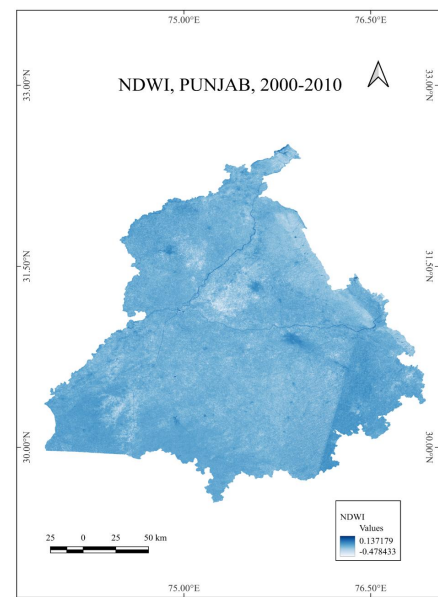 75.00°E 76.50°E
NDWI, PUNJAB, 2000-2010
33.00°N 33.00°N
31.50°N 31.50°N
30.00°N 30.00°N
25 0 25 50 km
NDWI
Values
0.137179
-0.478433
75.00°E 76.50°E